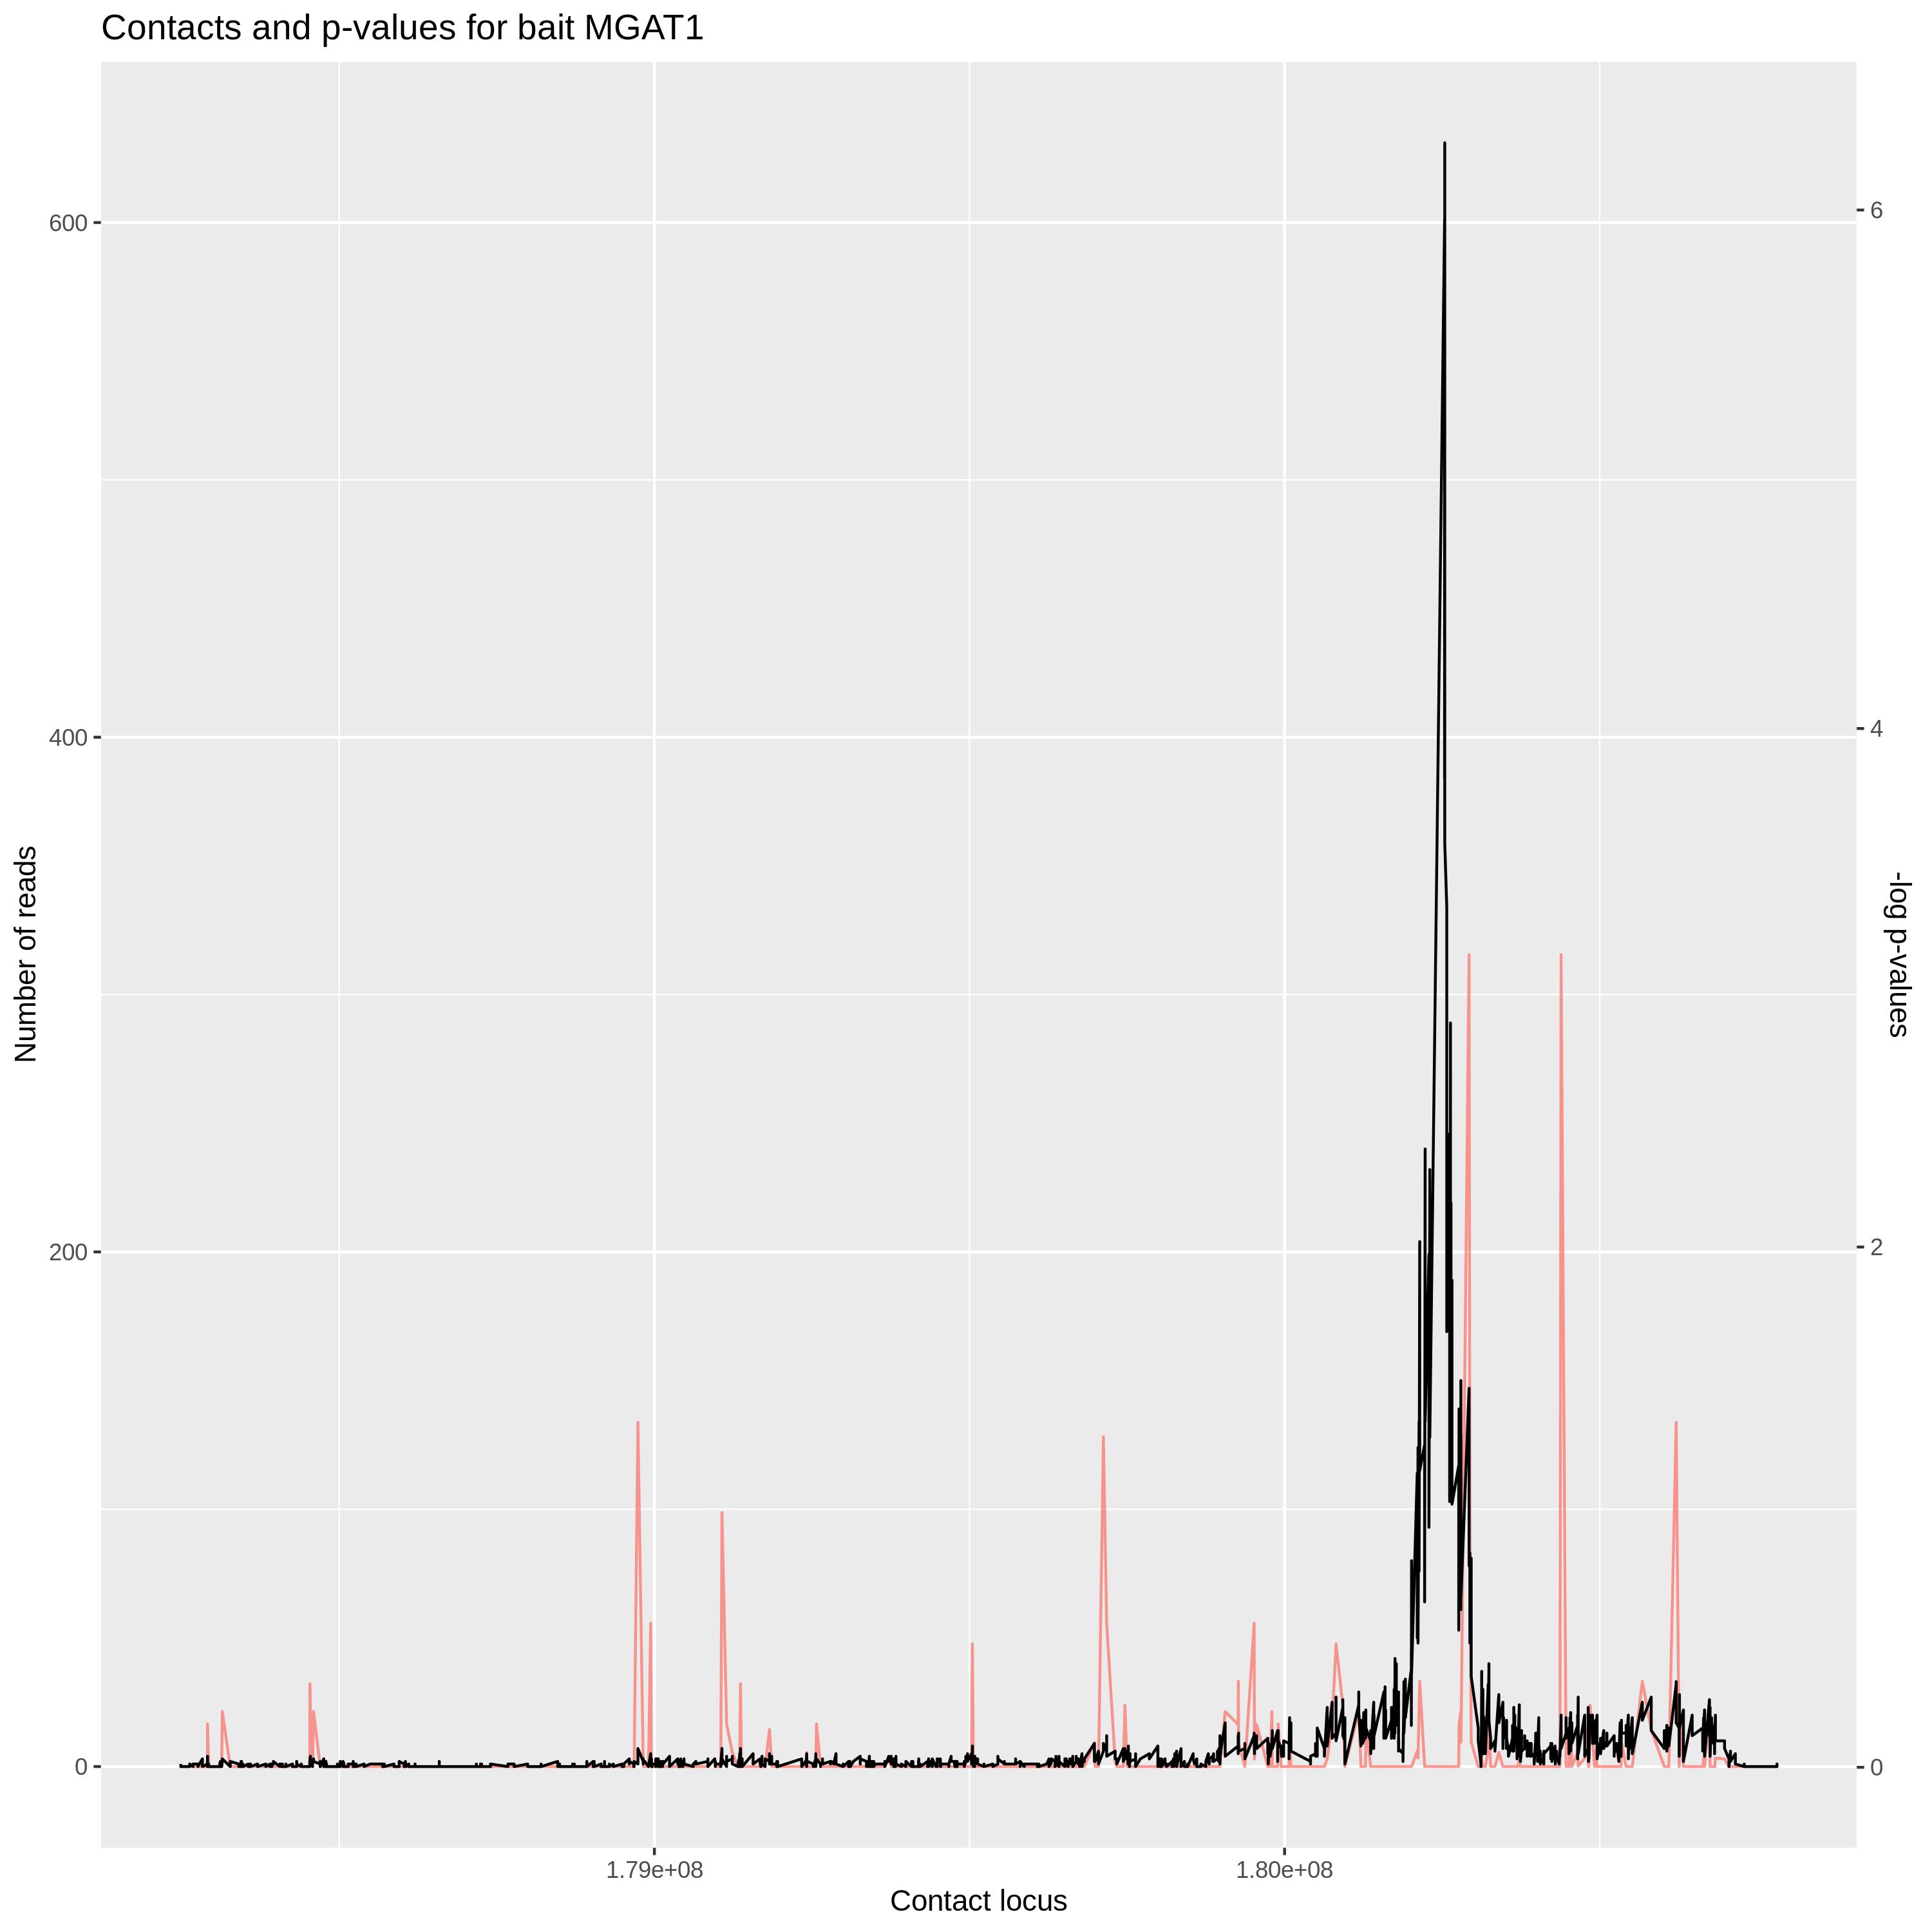 Contacts and p-values for bait MGAT1
600
400
200
0
Number of reads
6
4
2
0
-log p-values
1.79e+08
1.80e+08
Contact locus